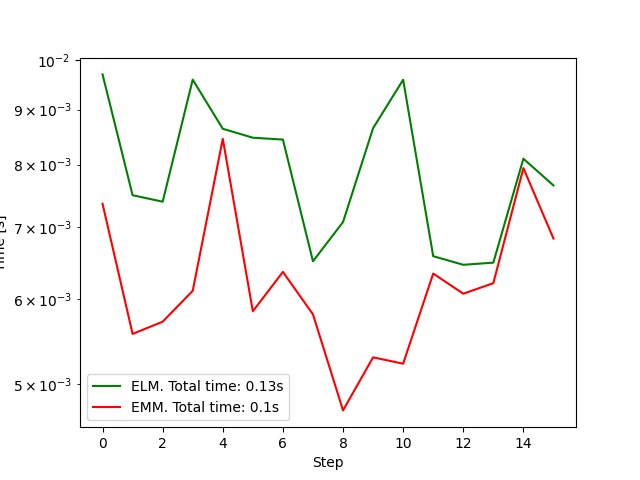 10⁻²
9 × 10⁻³
8 × 10⁻³
7 × 10⁻³
6 × 10⁻³
5 × 10⁻³
[s]
ELM. Total time: 0.13s
EMM. Total time: 0.1s
0 2 4 6 8 10 12 14
Step